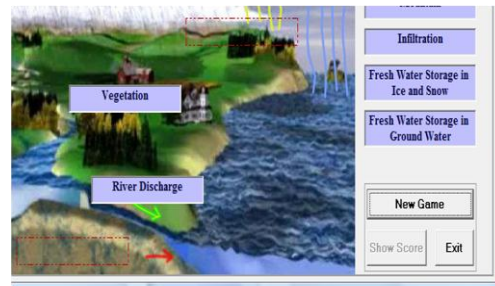 Infiltration
Fresh Water Storage in
Ice and Snow
Vegetation
Fresh Water Storage in
Ground Water
River Discharge
New Game
Show Score
Exit